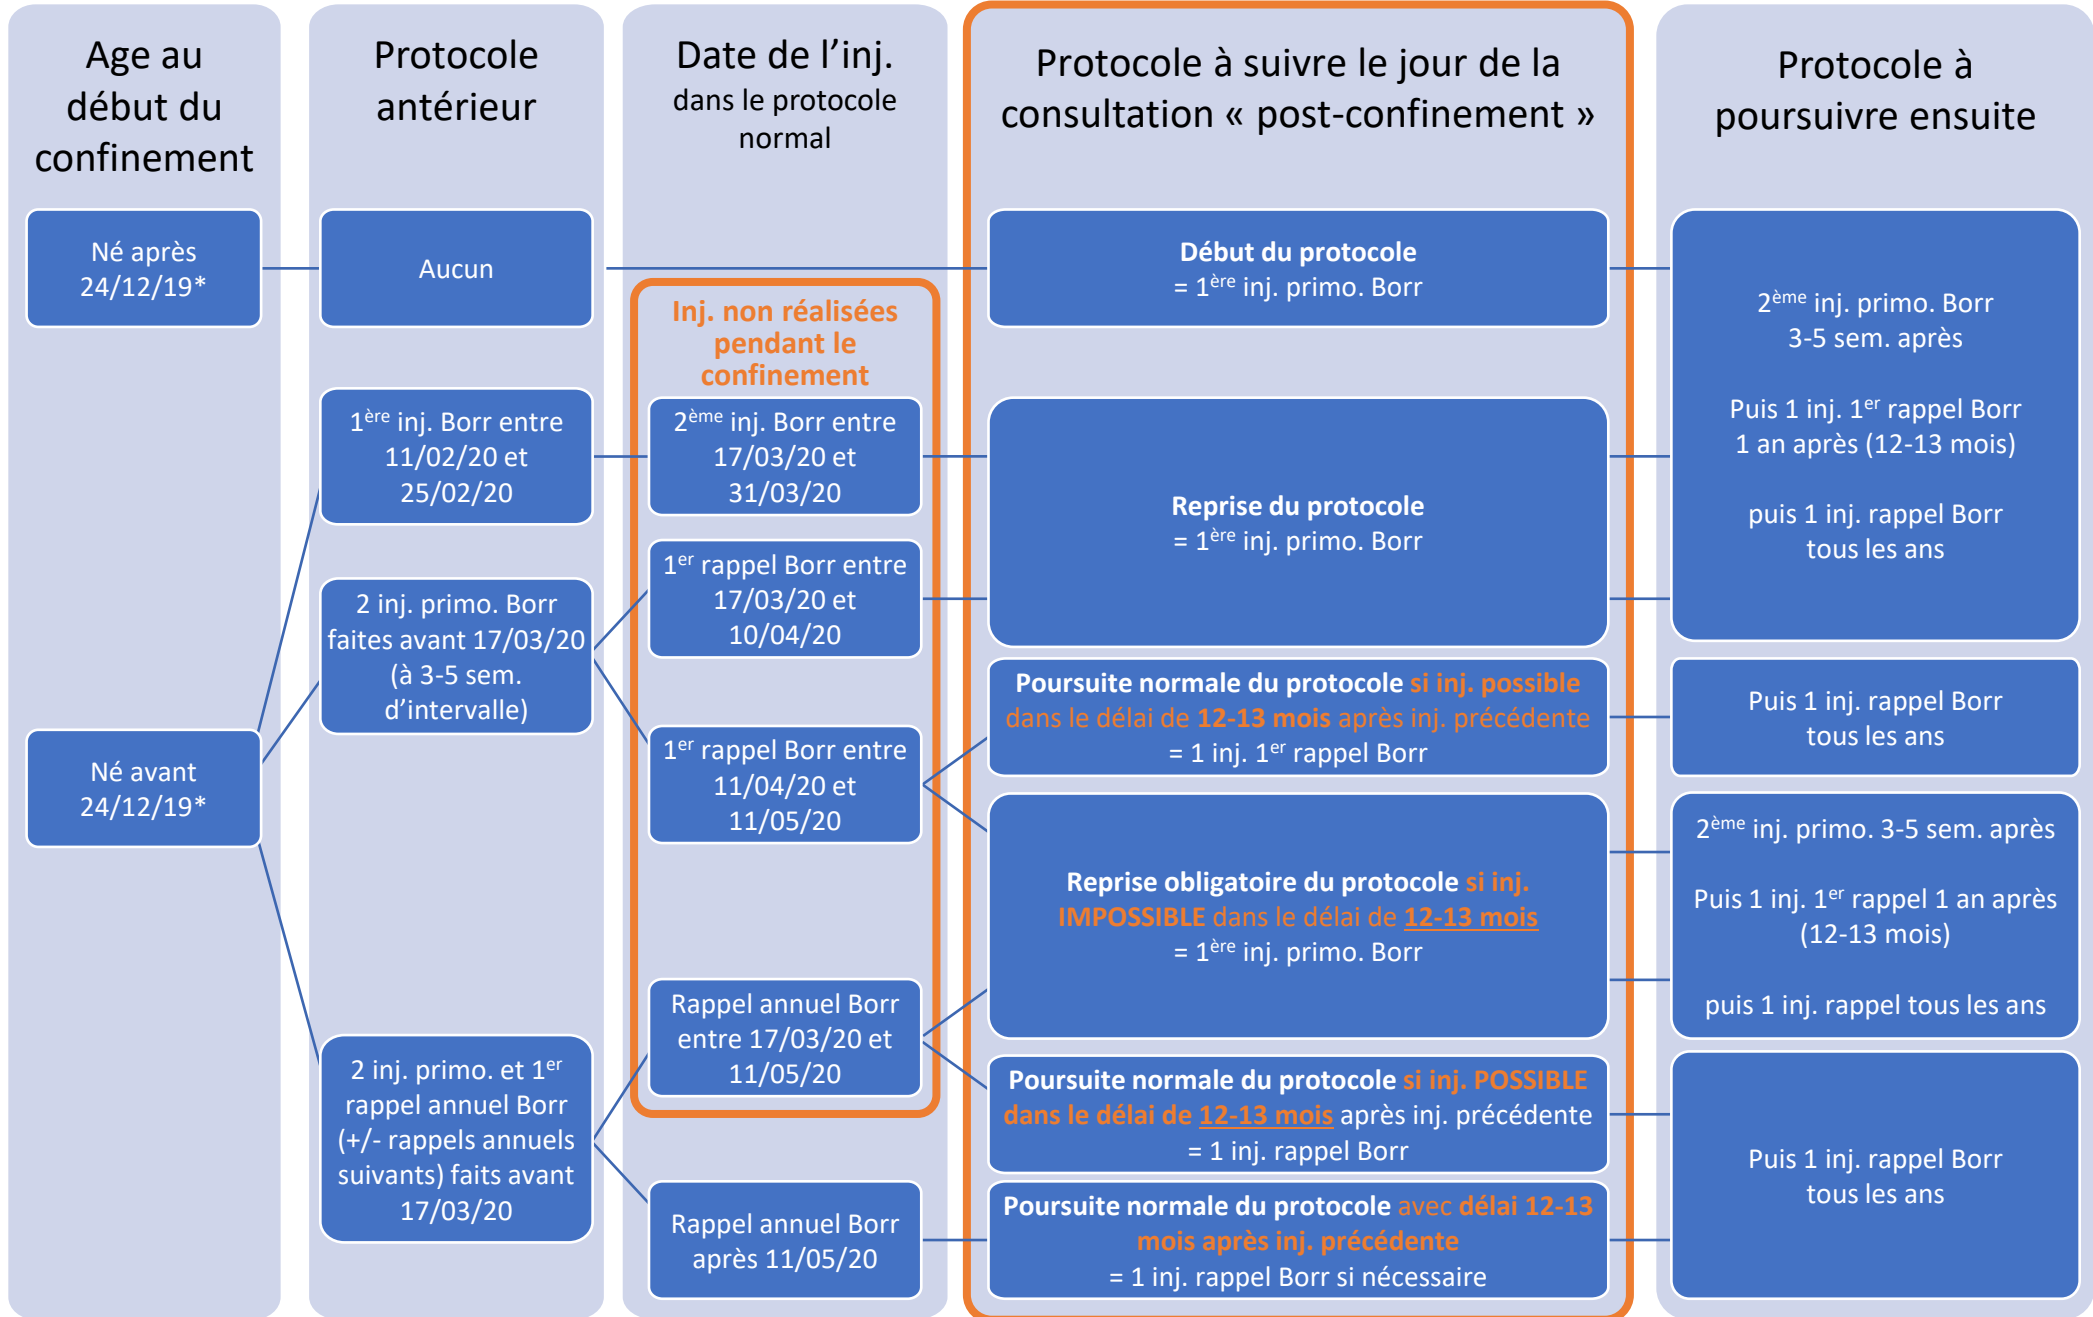 Age au
début du
confinement
Protocole
antérieur
Date de l’inj.
dans le protocole
normal
Protocole à suivre le jour de la
consultation « post-confinement »
Protocole à
poursuivre ensuite
Né après
24/12/19*
Aucun
Début du protocole
= 1ère inj. primo. Borr
2ème inj. primo. Borr
3-5 sem. après
Puis 1 inj. 1er rappel Borr
1 an après (12-13 mois)
puis 1 inj. rappel Borr
tous les ans
Inj. non réalisées
pendant le
confinement
1ère inj. Borr entre
11/02/20 et
25/02/20
2ème inj. Borr entre
17/03/20 et
31/03/20
Reprise du protocole
= 1ère inj. primo. Borr
1er rappel Borr entre
17/03/20 et
10/04/20
2 inj. primo. Borr
faites avant 17/03/20
(à 3-5 sem.
d’intervalle)
Né avant
24/12/19*
1er rappel Borr entre
11/04/20 et
11/05/20
Poursuite normale du protocole si inj. possible
dans le délai de 12-13 mois après inj. précédente
= 1 inj. 1er rappel Borr
Puis 1 inj. rappel Borr
tous les ans
Reprise obligatoire du protocole si inj.
IMPOSSIBLE dans le délai de 12-13 mois
= 1ère inj. primo. Borr
2ème inj. primo. 3-5 sem. après
Puis 1 inj. 1er rappel 1 an après
(12-13 mois)
puis 1 inj. rappel tous les ans
2 inj. primo. et 1er
rappel annuel Borr
(+/- rappels annuels
suivants) faits avant
17/03/20
Rappel annuel Borr
entre 17/03/20 et
11/05/20
Poursuite normale du protocole si inj. POSSIBLE
dans le délai de 12-13 mois après inj. précédente
= 1 inj. rappel Borr
Rappel annuel Borr
après 11/05/20
Poursuite normale du protocole avec délai 12-13
mois après inj. précédente
= 1 inj. rappel Borr si nécessaire
Puis 1 inj. rappel Borr
tous les ans